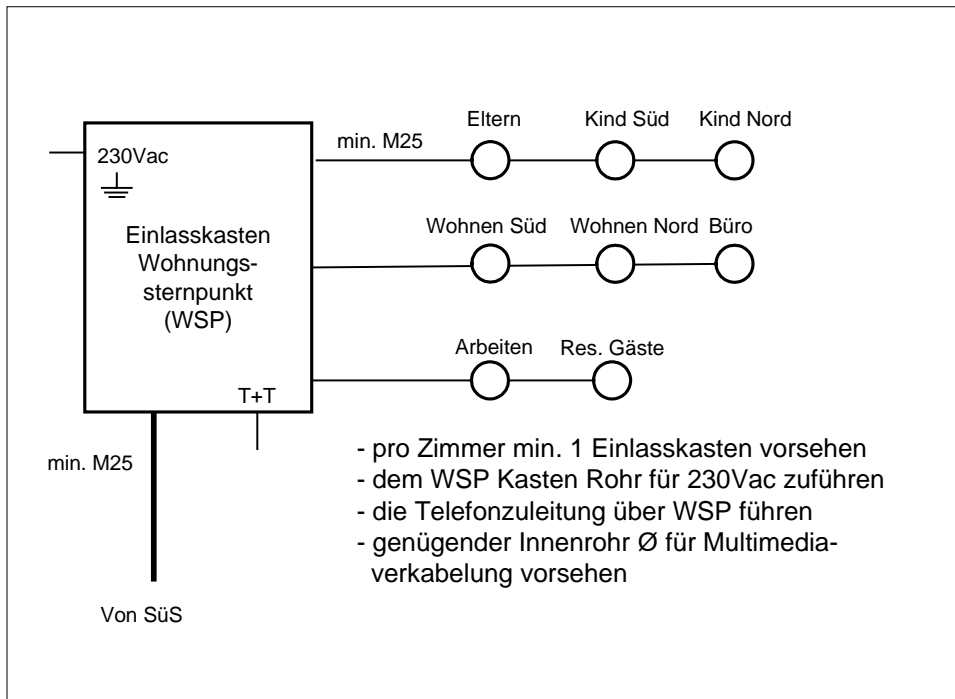 Eltern Kind Süd Kind Nord
min. M25
230Vac
Einlasskasten
Wohnungs-
sternpunkt
(WSP)
Wohnen Süd Wohnen Nord Büro
Arbeiten Res. Gäste
T+T
min. M25
- pro Zimmer min. 1 Einlasskasten vorsehen
- dem WSP Kasten Rohr für 230Vac zuführen
- die Telefonzuleitung über WSP führen
- genügender Innenrohr Ø für Multimedia-
verkabelung vorsehen
Von SüS